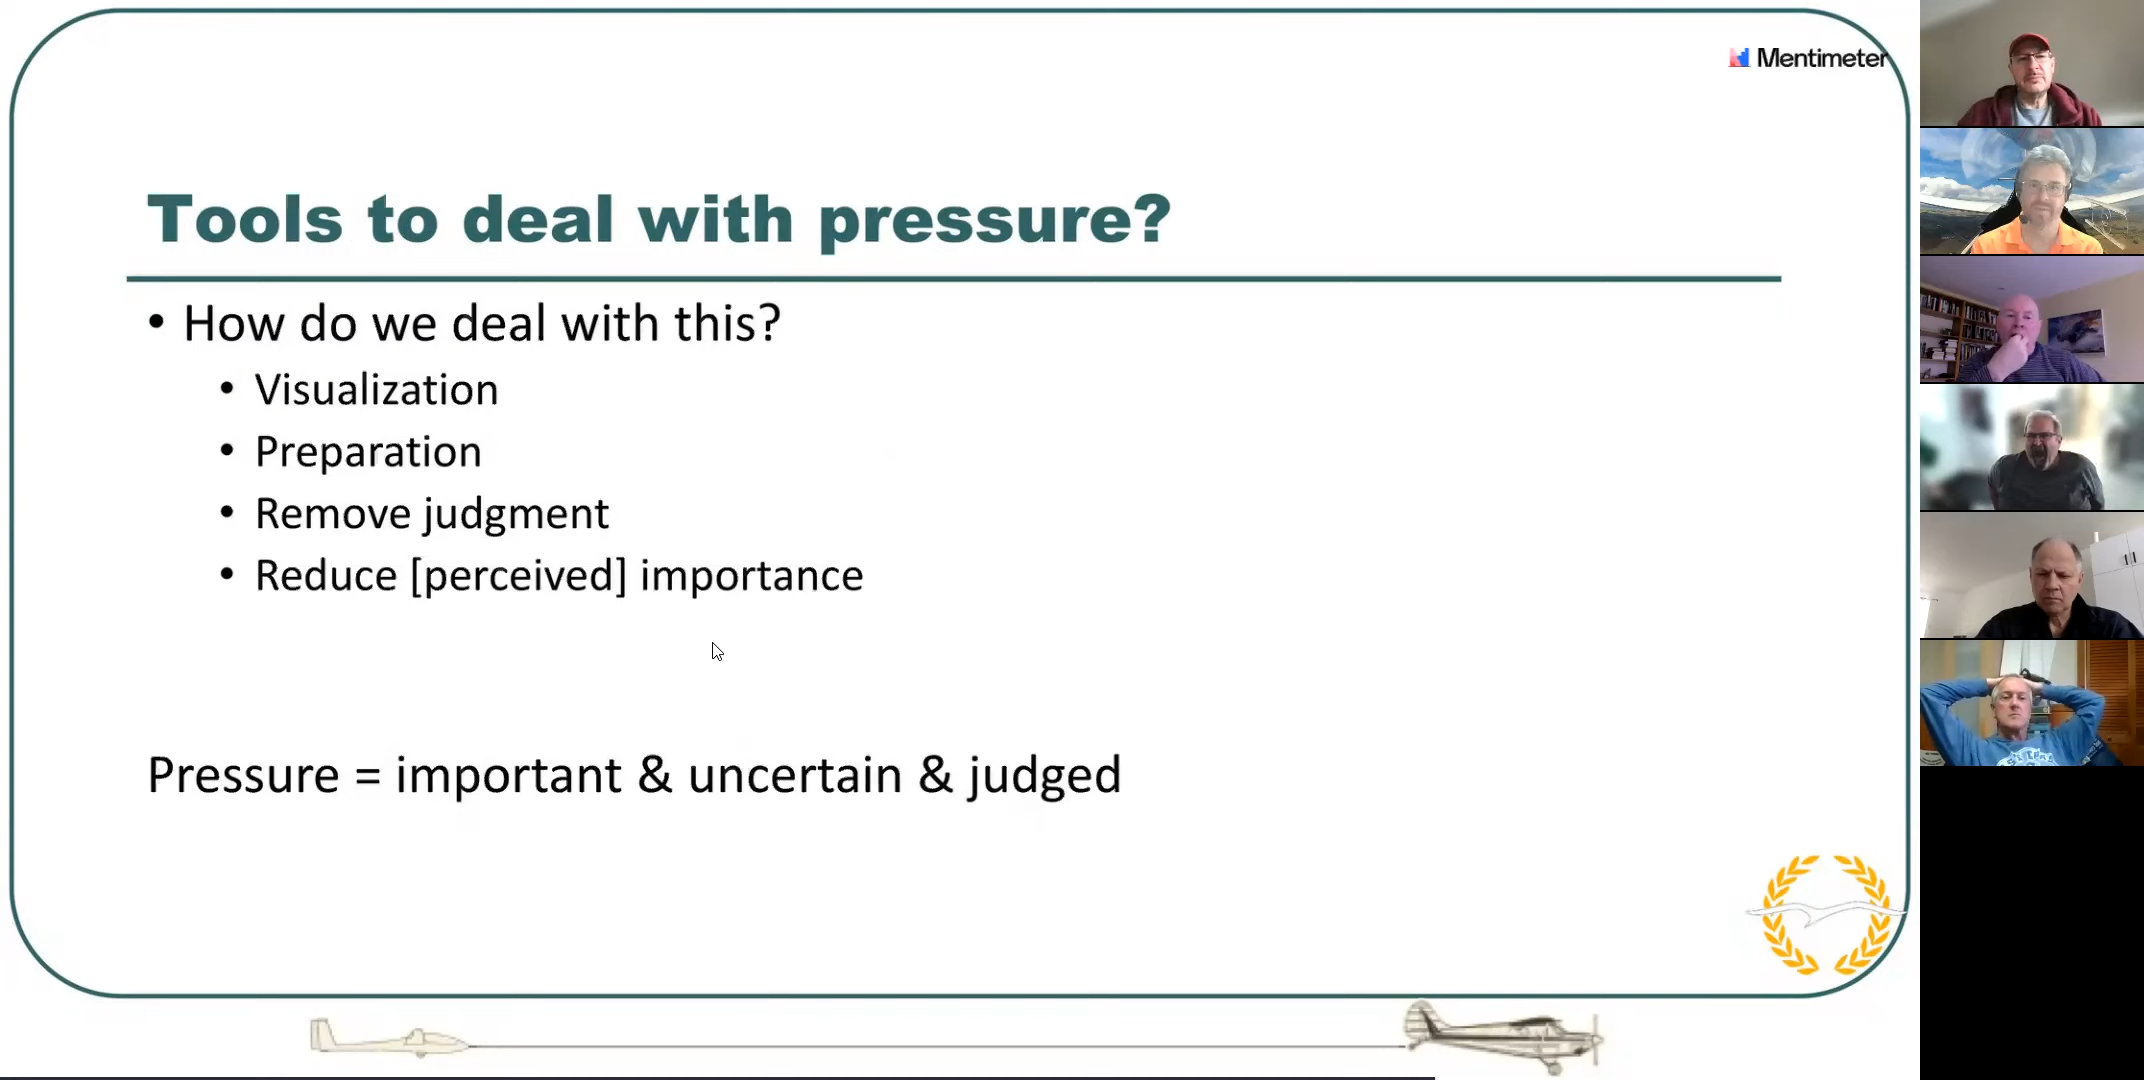 Mentimeter
Tools to deal with pressure?
• How do we deal with this?
• Visualization
• Preparation
• Remove judgment
• Reduce [perceived] importance
Pressure = important & uncertain & judged